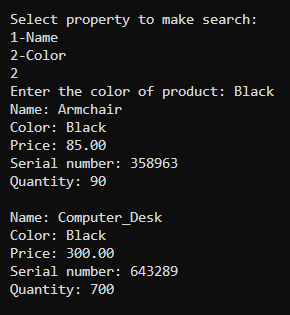 Select property to make search:
1-Name
2-Color
2
Enter the color of product: Black
Name: Armchair
Color: Black
Price: 85.00
Serial number: 358963
Quantity: 90

Name: Computer_Desk
Color: Black
Price: 300.00
Serial number: 643289
Quantity: 700